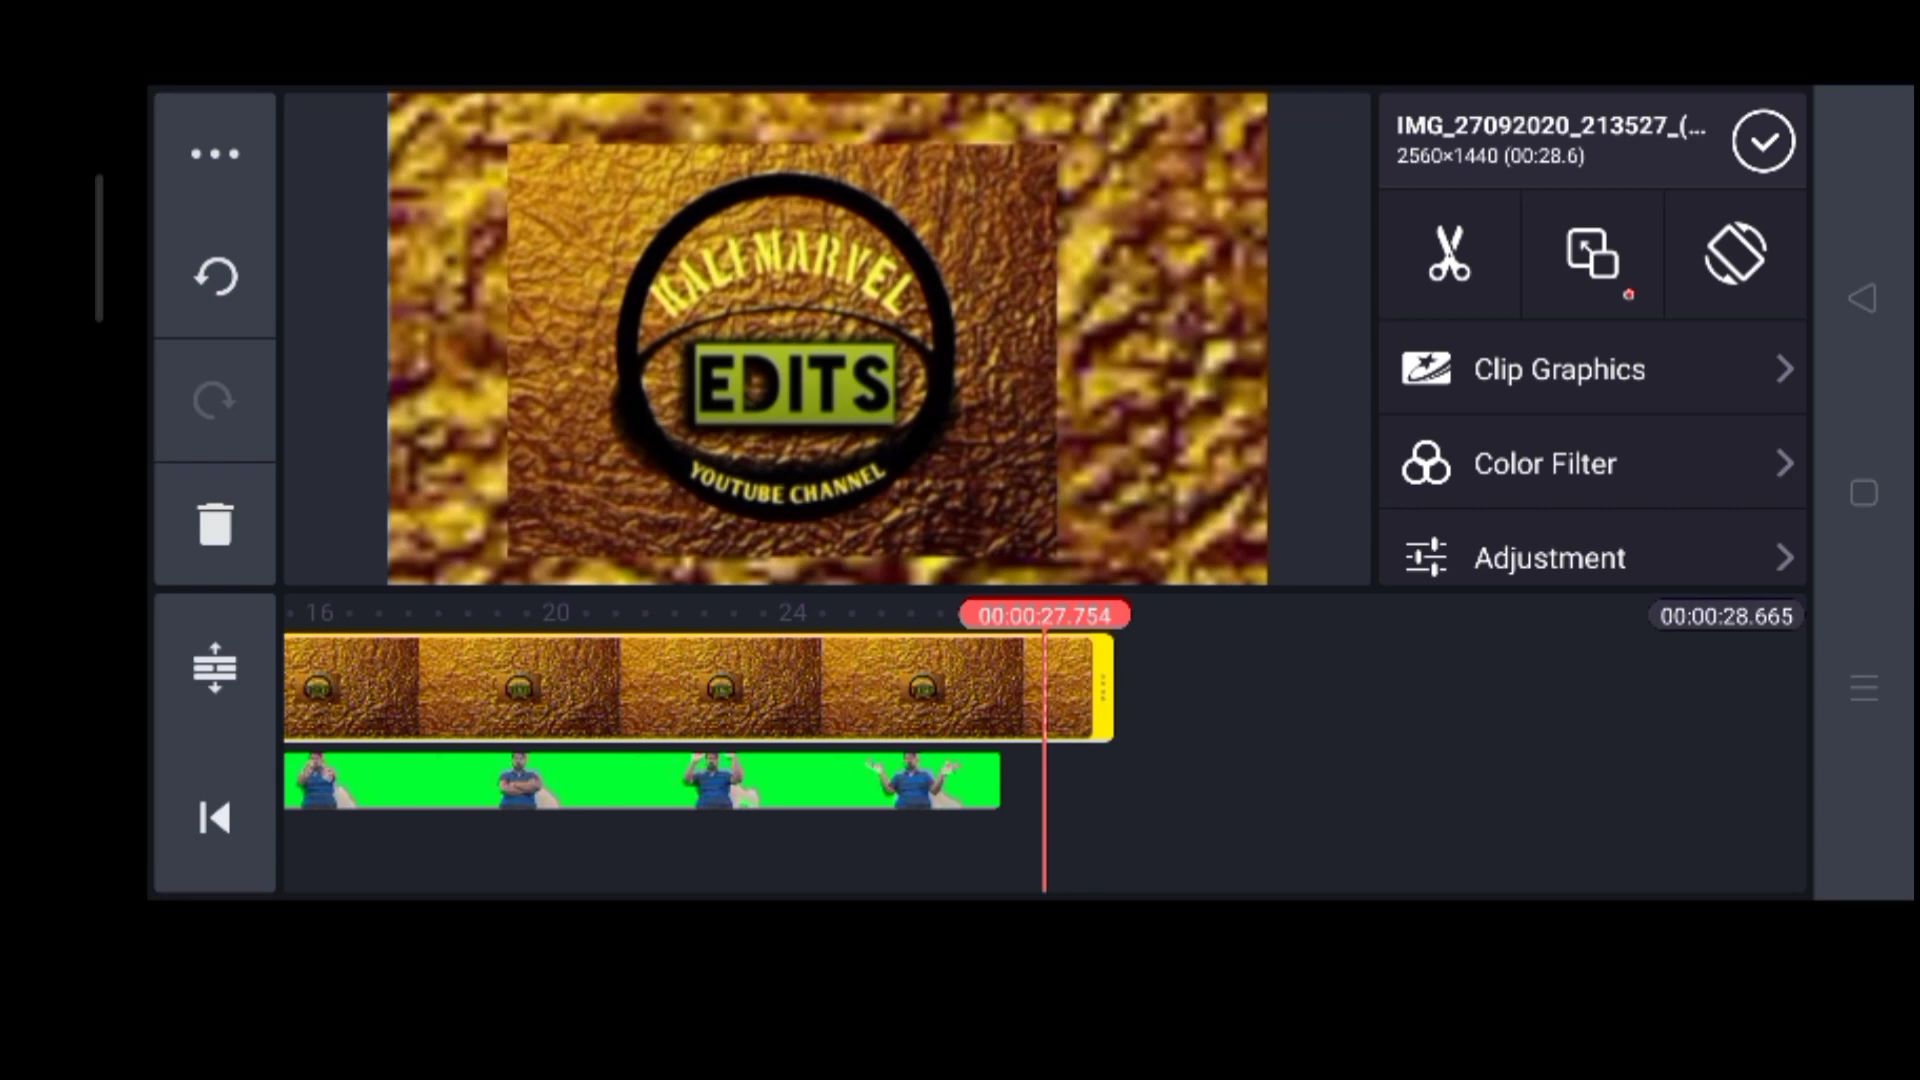 IMG_27092020_213527_(...
2560×1440 (00:28.6)
HALFMARVEL
EDITS
YOUTUBE CHANNEL
Clip Graphics
Color Filter
Adjustment
16
20
24
00:00:27.754
00:00:28.665